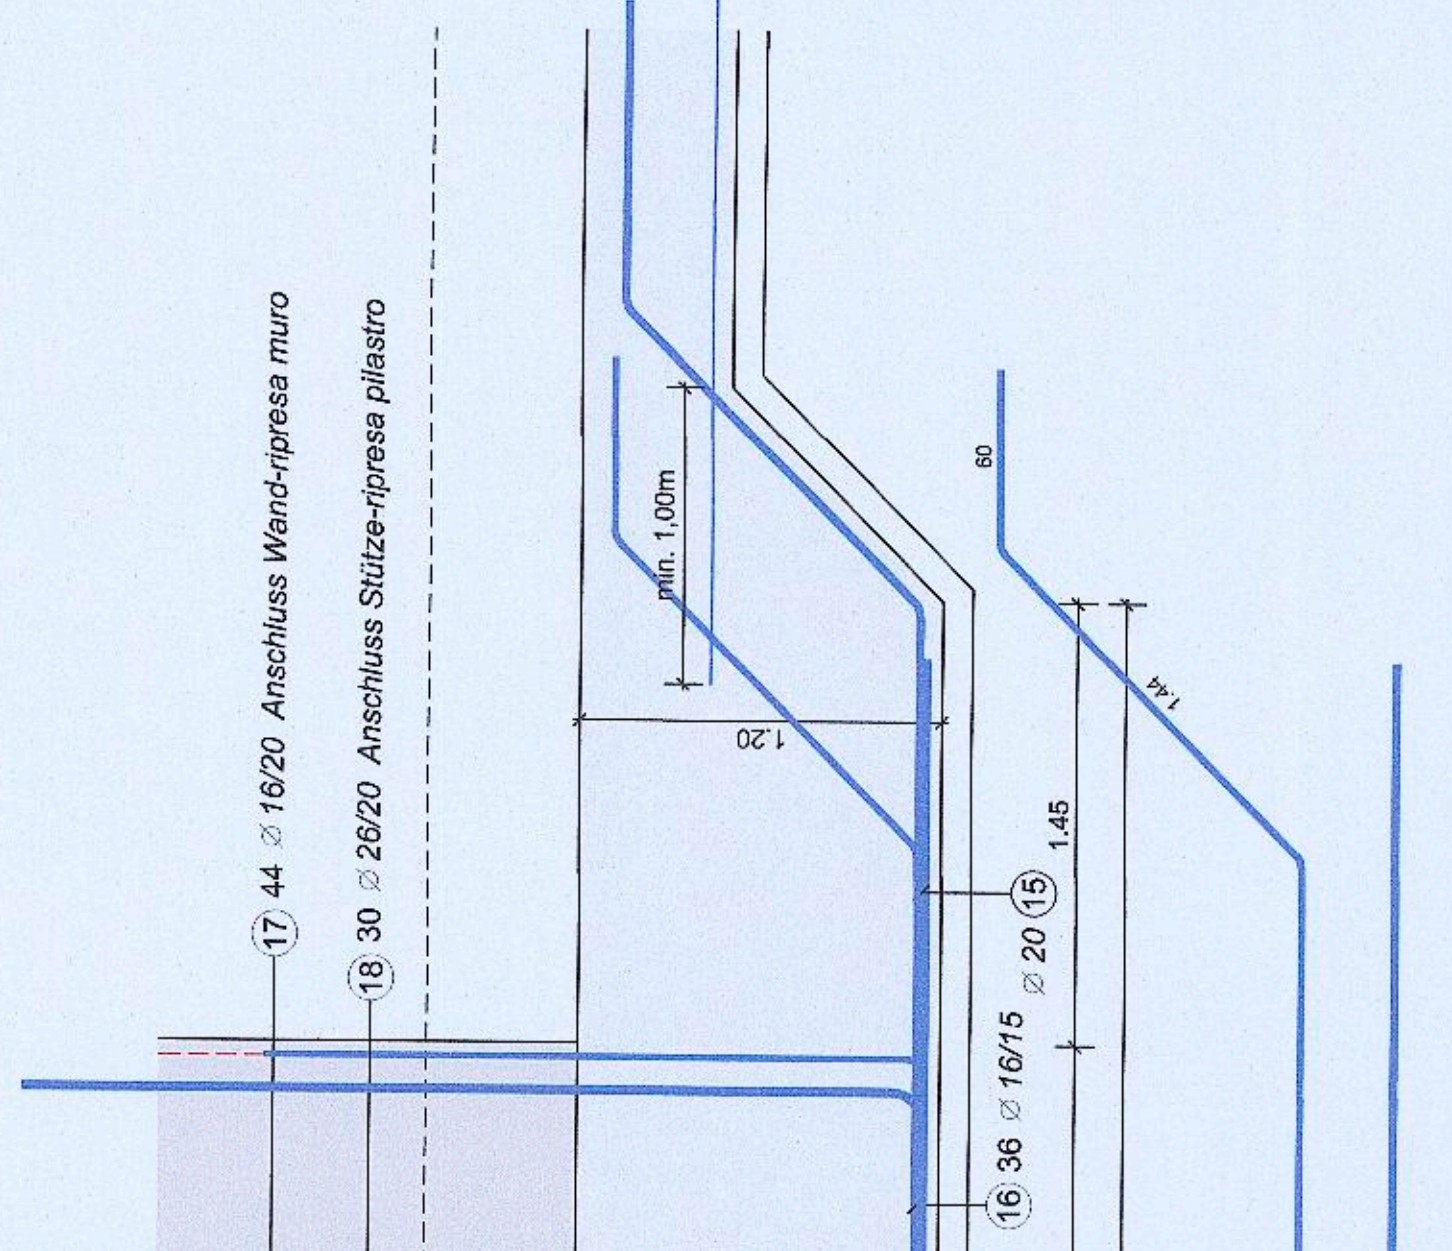 17 44 ∅ 16/20 Anschluss Wand-ripresa muro
18 30 ∅ 26/20 Anschluss Stütze-ripresa pilastro
min. 1,00m
1.20
60
1.44
1.45
∅ 20 15
16 36 ∅ 16/15